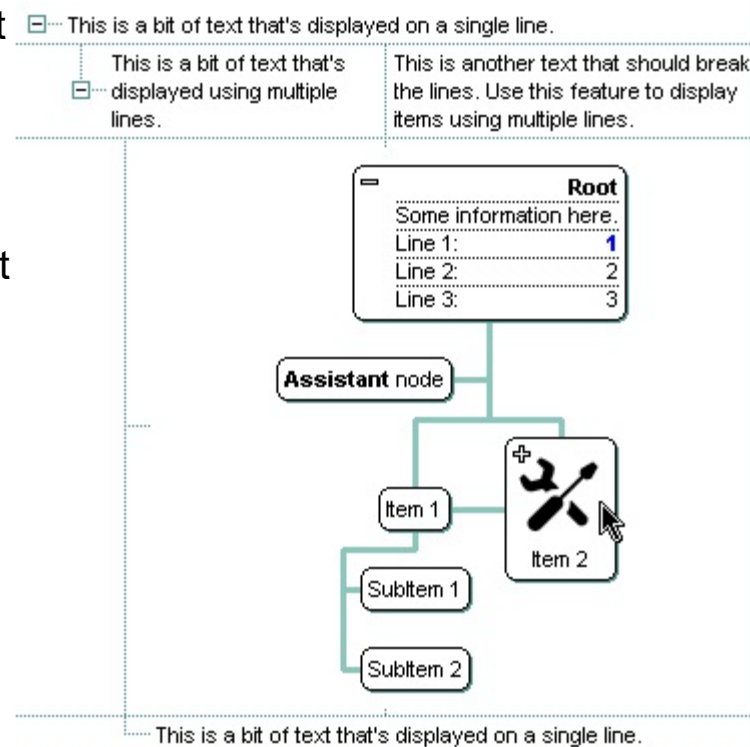 t
This is a bit of text that's displayed on a single line.
This is a bit of text that's
displayed using multiple
lines.
This is another text that should break
the lines. Use this feature to display
items using multiple lines.
t
Root
Some information here.
Line 1: 1
Line 2: 2
Line 3: 3
Assistant node
Item 1
Item 2
SubItem 1
SubItem 2
This is a bit of text that's displayed on a single line.